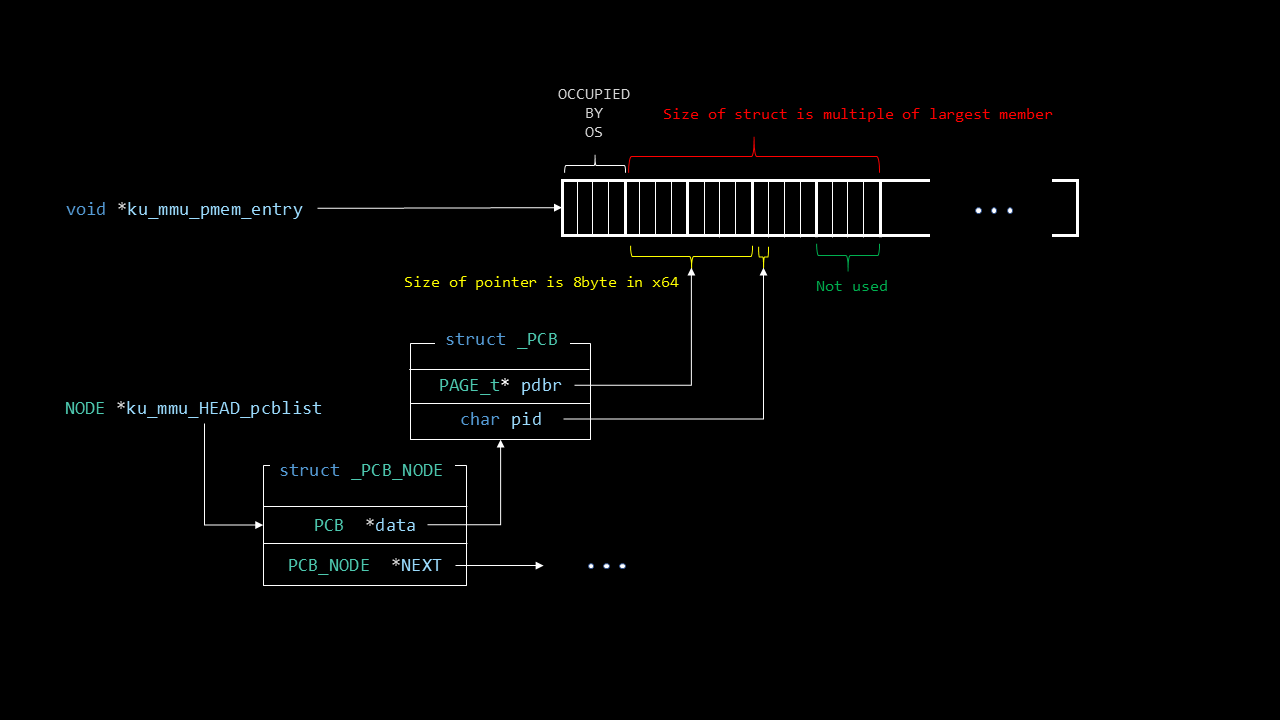 OCCUPIED
BY
OS
Size of struct is multiple of largest member
void *ku_mmu_pmem_entry
Size of pointer is 8byte in x64
Not used
struct _PCB
PAGE_t* pdbr
char pid
NODE *ku_mmu_HEAD_pcblist
struct _PCB_NODE
PCB *data
PCB_NODE *NEXT